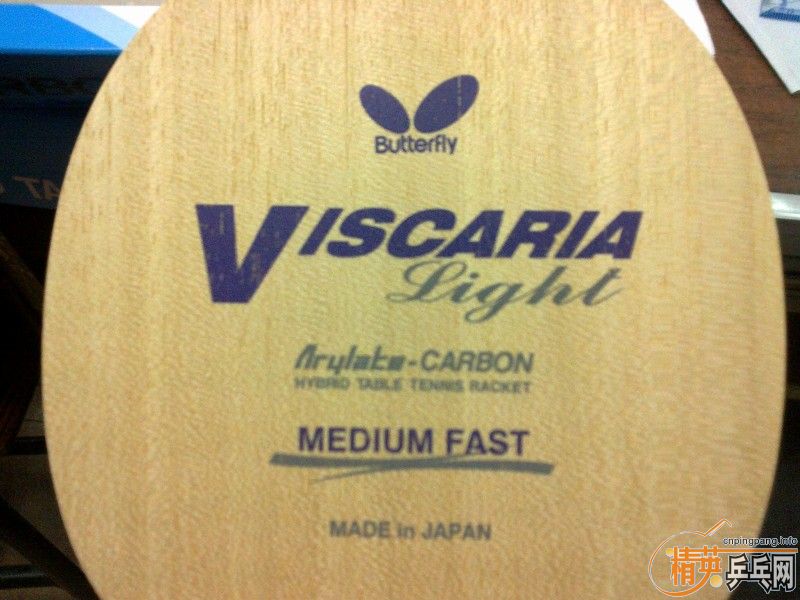 Butterfly
VISCARIA
Light
Arylate-CARBON
HYBRID TABLE TENNIS RACKET
MEDIUM FAST
MADE in JAPAN
cnpingpang.info
精英乒乓网